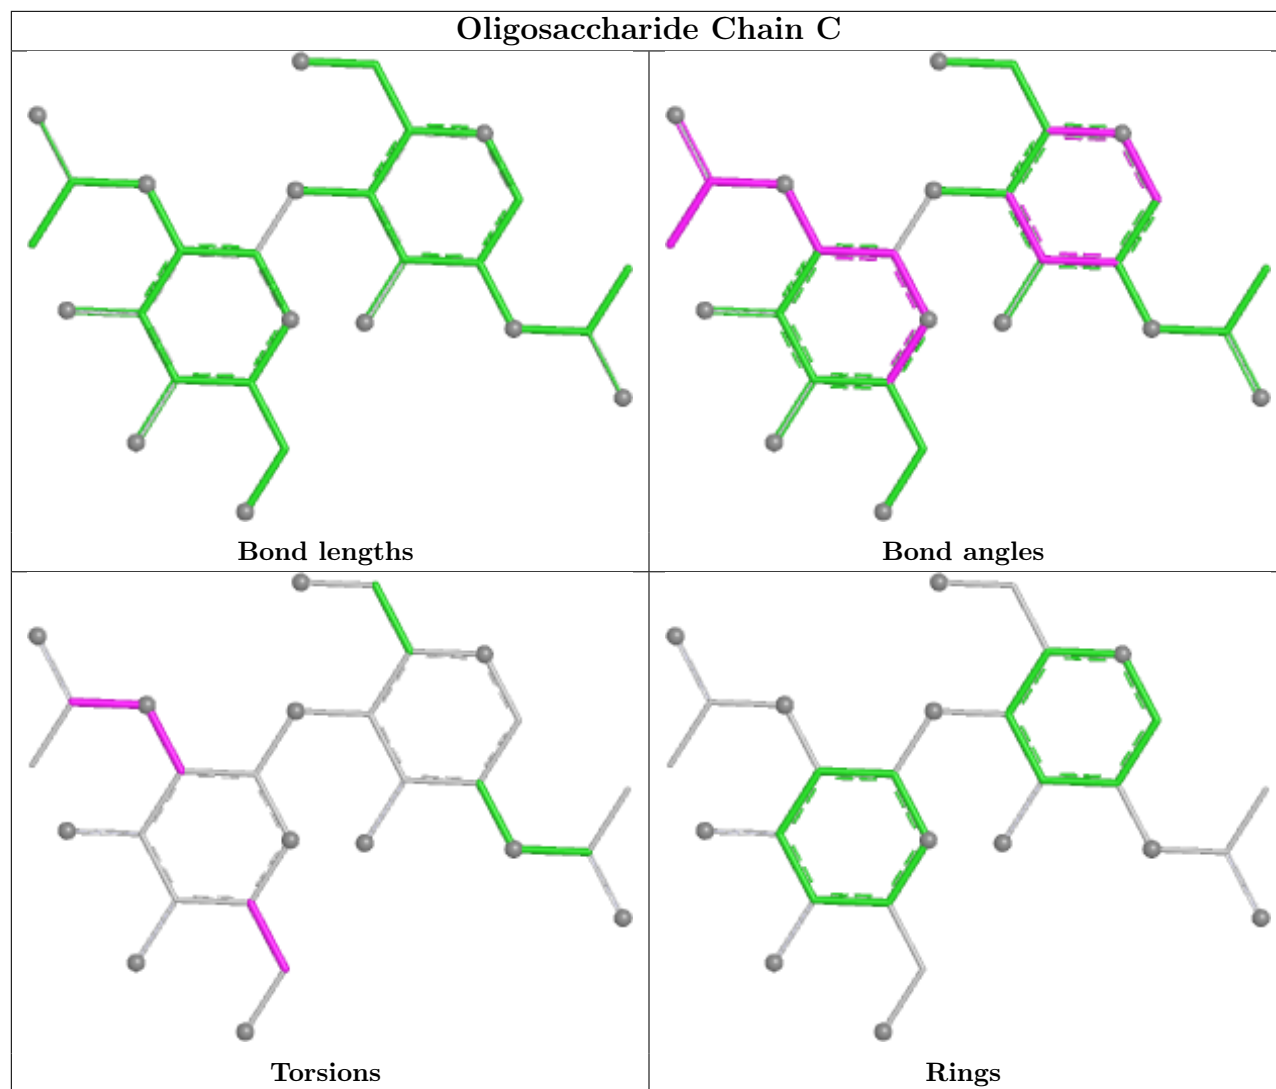 Oligosaccharide Chain C
Bond lengths
Bond angles
Torsions
Rings